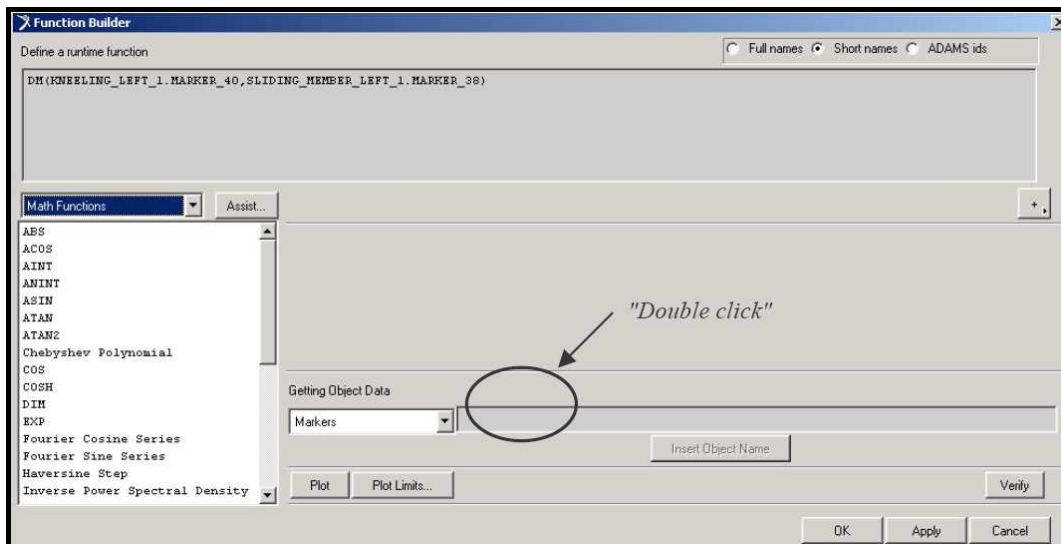 Function Builder
Define a runtime function
Full names Short names ADAMS ids
DM(KNEELING_LEFT_1.MARKER_40,SLIDING_MEMBER_LEFT_1.MARKER_38)
Math Functions
Assist...
+
ABS
ACOS
AINT
ANINT
ASIN
ATAN
ATAN2
Chebyshev Polynomial
COS
COSH
DIM
EXP
Fourier Cosine Series
Fourier Sine Series
Haversine Step
Inverse Power Spectral Density
"Double click"
Getting Object Data
Markers
Insert Object Name
Plot Plot Limits... Verify
OK Apply Cancel